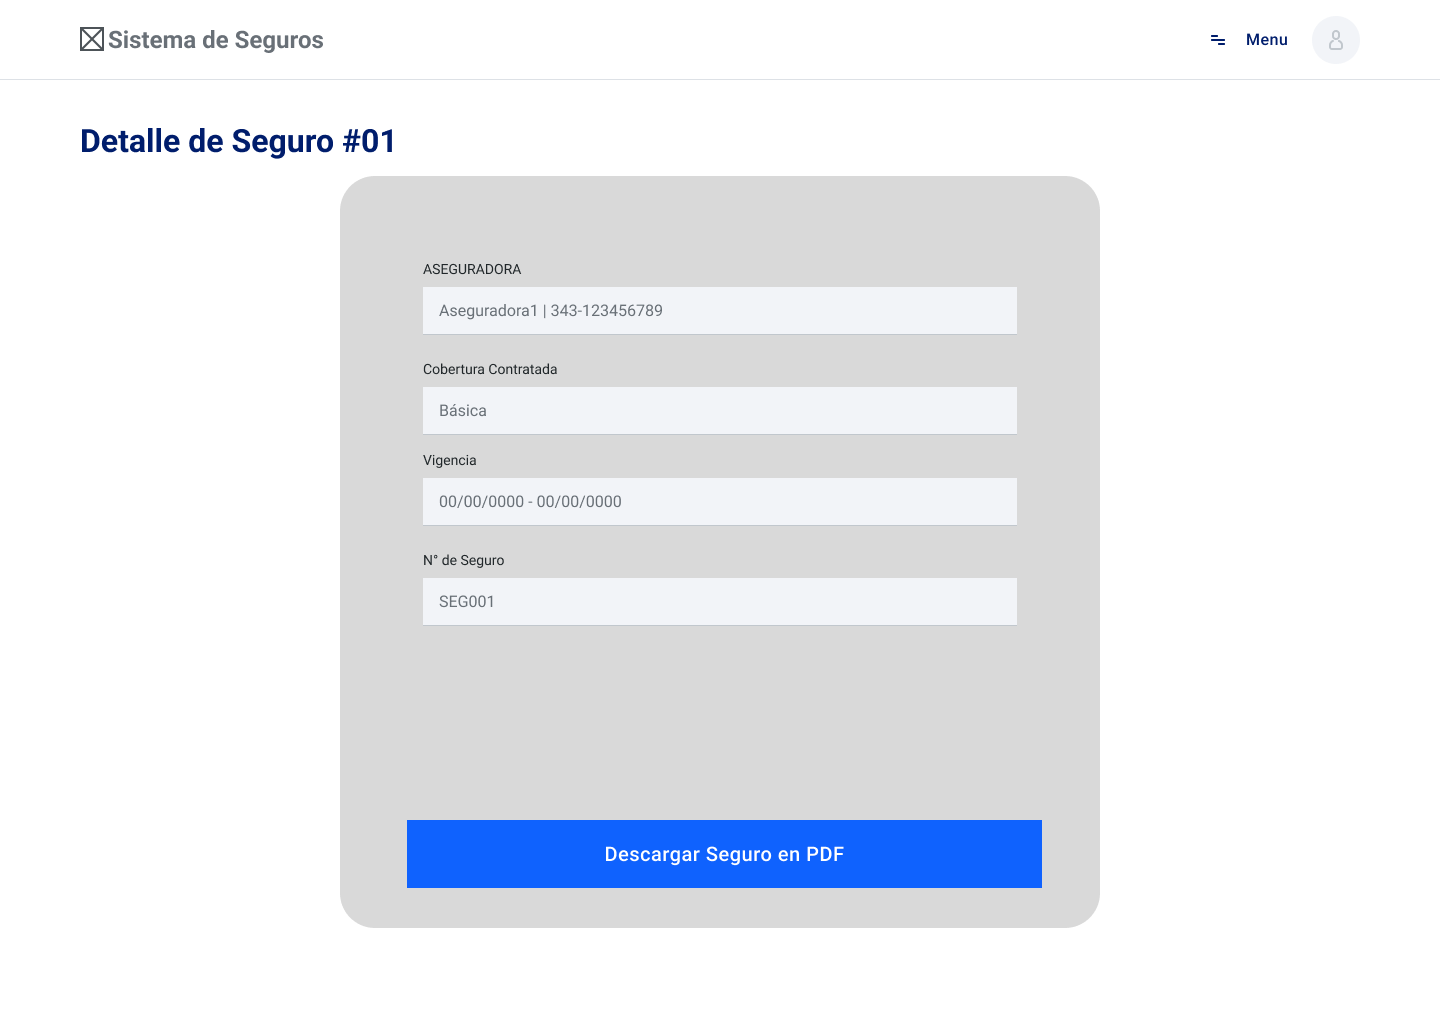 Sistema de Seguros
Menu
Detalle de Seguro #01
ASEGURADORA
Aseguradora1 | 343-123456789
Cobertura Contratada
Básica
Vigencia
00/00/0000 - 00/00/0000
N° de Seguro
SEG001
Descargar Seguro en PDF